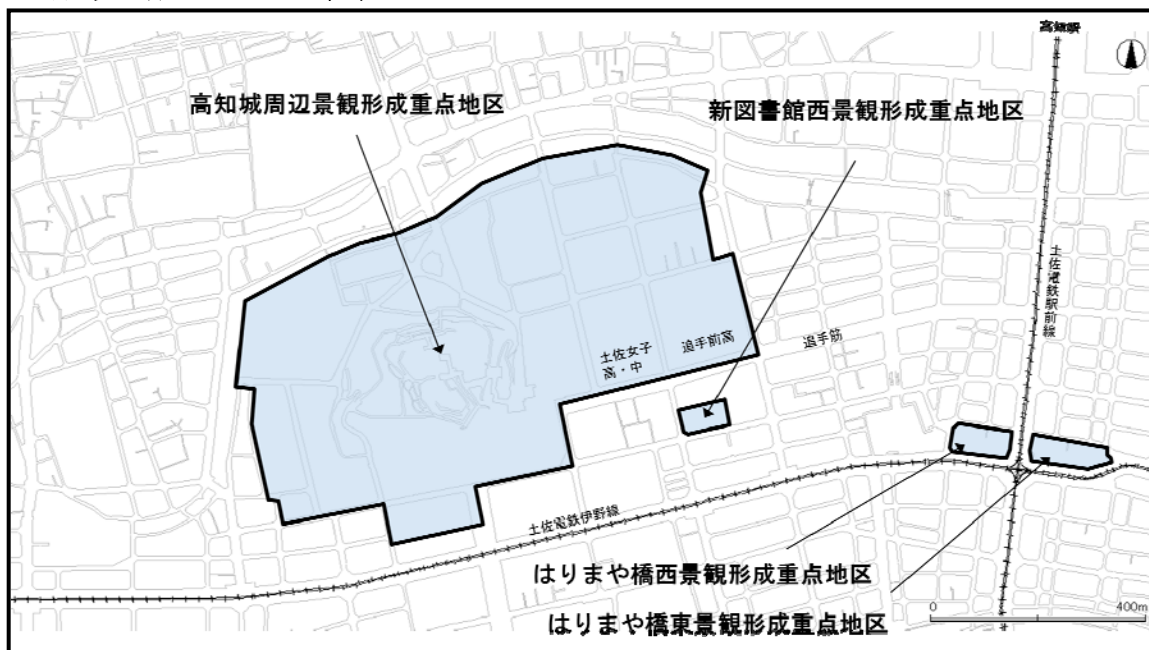 高知駅
高知城周辺景観形成重点地区
新図書館西景観形成重点地区
土佐電鉄駅前線
追手筋
土佐女子
高・中
追手前高
土佐電鉄伊野線
はりまや橋西景観形成重点地区
はりまや橋東景観形成重点地区
0
400m